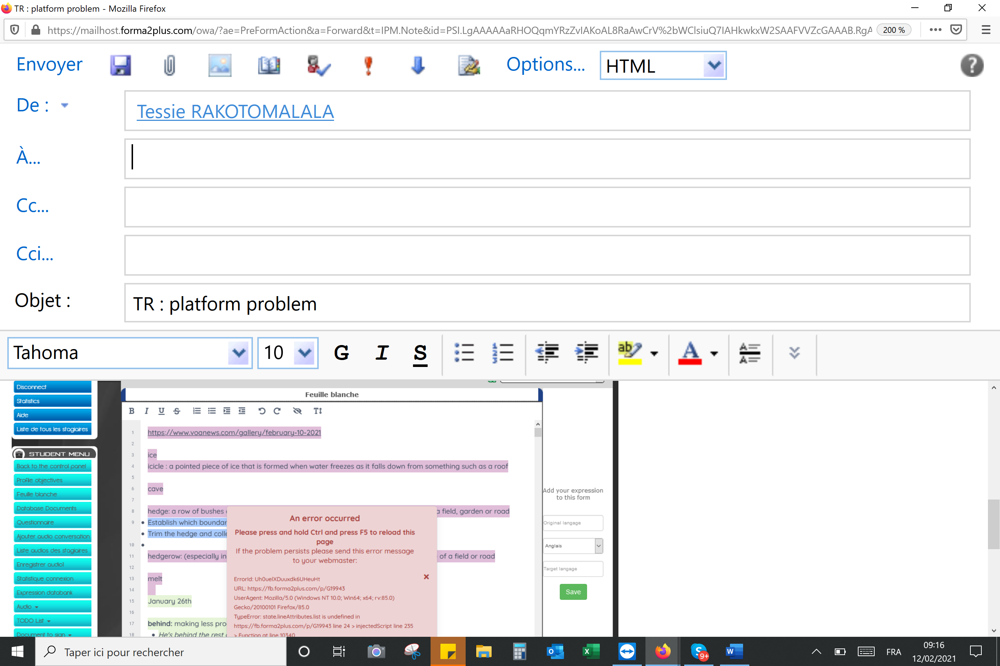 TR : platform problem - Mozilla Firefox
https://mailhost.forma2plus.com/owa/?ae=PreFormAction&a=Forward&t=IPM.Note&id=PSI.LgAAAAAaRHOQqmYRzZvIAKoAL8RaAwCrV%2bWClsiuQ7IAHkwkxW2SAAFVVZcGAAAB.RgA
200 %
Envoyer
Options...
HTML
De :
Tessie RAKOTOMALALA
À...
Cc...
Cci...
Objet :
TR : platform problem
Tahoma
10
G I S
Disconnect
Statistics
Aide
Liste de tous les stagiaires
STUDENT MENU
Back to the control panel
Profile objectives
Feuille blanche
Database Documents
Questionnaire
Ajouter audio conversation
Liste audios des stagiaires
Enregistrer audio1
Statistique connexion
Expression databank
Audio
TODO List
Document to sign
Feuille blanche
1 https://www.voanews.com/gallery/february-10-2021
2
3 ice
4 icicle : a pointed piece of ice that is formed when water freezes as it falls down from something such as a roof
5
6 cave
7
8 hedge: a row of bushes a field, garden or road
9 • Establish which boundar
• Trim the hedge and colle
10 •
11 hedgerow: (especially in of a field or road
12
13 melt
14
15 January 26th
16
17 behind: making less pro
18 • He's behind the rest
An error occurred
Please press and hold Ctrl and press F5 to reload this
page
If the problem persists please send this error message
to your webmaster:
ErrorId: Uh0uelXDuuxdk6UHeuHt
URL: https://fb.forma2plus.com/p/G19943
UserAgent: Mozilla/5.0 (Windows NT 10.0; Win64; x64; rv:85.0)
Gecko/20100101 Firefox/85.0
TypeError: state.lineAttributes.list is undefined in
https://fb.forma2plus.com/p/G19943 line 24 > injectedScript line 235
> Function at line 10340
Add your expression
to this form
Original langage
Anglais
Target langage
Save
Taper ici pour rechercher
9+
FRA
09:16
12/02/2021